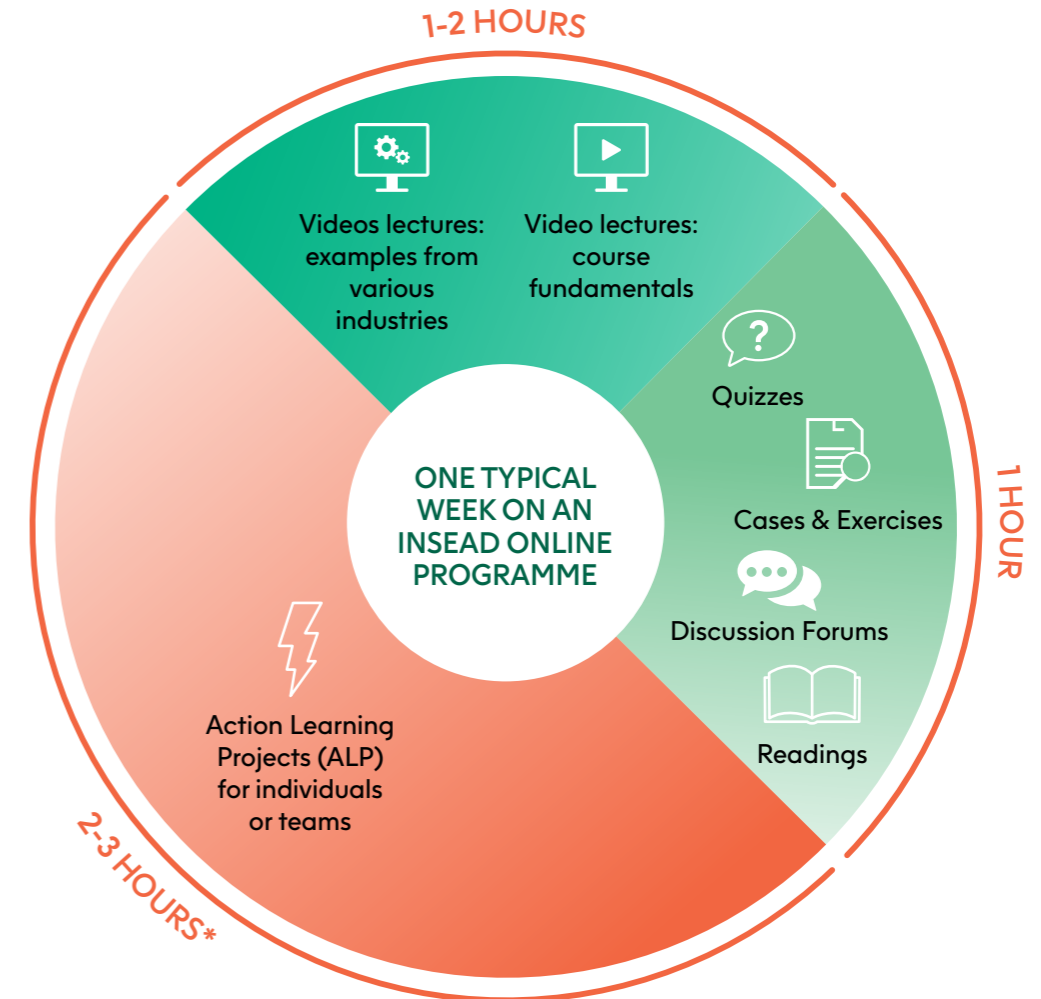 1-2 HOURS
Videos lectures:
examples from
various
industries
Video lectures:
course
fundamentals
?
Quizzes
Cases & Exercises
Discussion Forums
Readings
1 HOUR
ONE TYPICAL
WEEK ON AN
INSEAD ONLINE
PROGRAMME
Action Learning
Projects (ALP)
for individuals
or teams
2-3 HOURS*